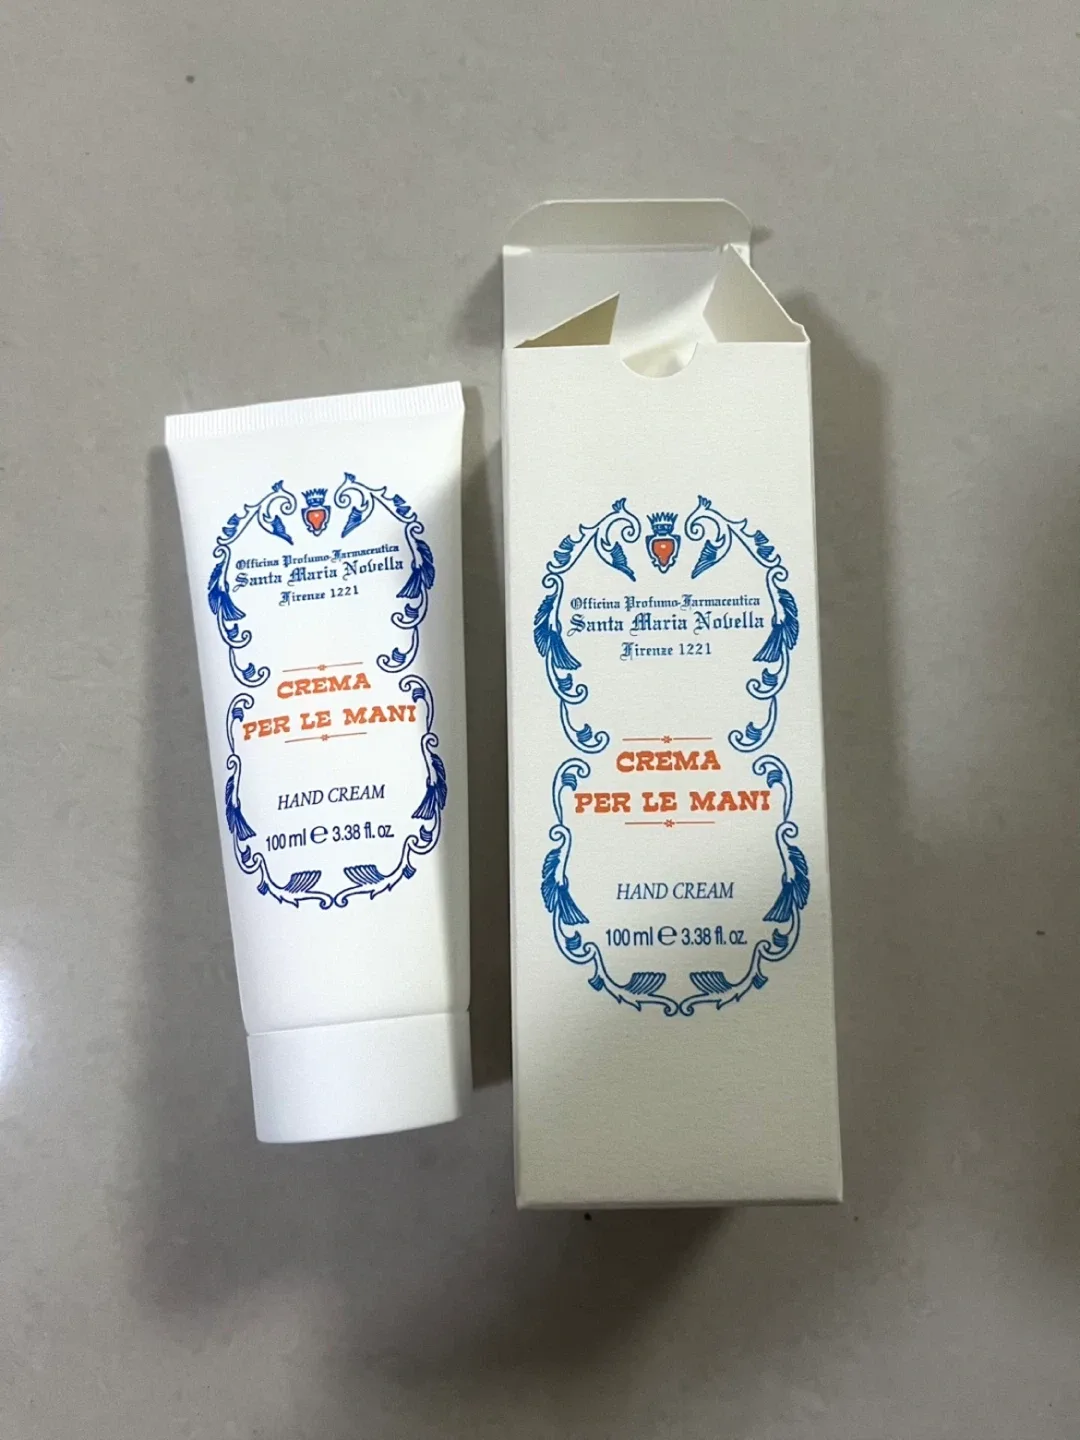 Officina Profumo-Farmaceutica
Santa Maria Novella
Firenze 1221
CREMA
PER LE MANI
HAND CREAM
100 ml ℮ 3.38 fl. oz.
Officina Profumo-Farmaceutica
Santa Maria Novella
Firenze 1221
CREMA
PER LE MANI
HAND CREAM
100 ml ℮ 3.38 fl. oz.